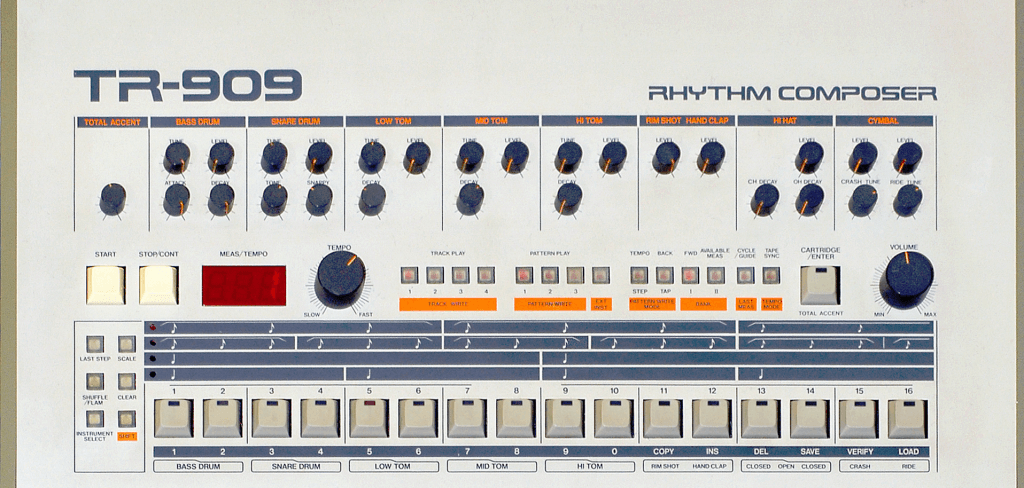 TR-909
RHYTHM COMPOSER
TOTAL ACCENT BASS DRUM SNARE DRUM LOW TOM MID TOM HI TOM RIM SHOT HAND CLAP HI HAT CYMBAL
TUNE LEVEL TUNE LEVEL TUNE LEVEL TUNE LEVEL TUNE LEVEL LEVEL LEVEL LEVEL LEVEL LEVEL
ATTACK DECAY TONE SNAPPY DECAY DECAY DECAY CH DECAY OH DECAY CRASH TUNE RIDE TUNE
START STOP/CONT MEAS/TEMPO TEMPO TRACK PLAY PATTERN PLAY TEMPO BACK FWD AVAILABLE MEAS CYCLE /GUIDE TAPE SYNC CARTRIDGE /ENTER VOLUME
1 2 3 4 1 2 3 STEP TAP I II
SLOW FAST TRACK WRITE PATTERN WRITE EXT INST PATTERN WRITE MODE BANK LAST MEAS TEMPO MODE TOTAL ACCENT MIN MAX
LAST STEP SCALE
SHUFFLE /FLAM CLEAR
INSTRUMENT SELECT SHIFT
1 2 3 4 5 6 7 8 9 10 11 12 13 14 15 16
1 2 3 4 5 6 7 8 9 0 COPY INS DEL SAVE VERIFY LOAD
BASS DRUM SNARE DRUM LOW TOM MID TOM HI TOM RIM SHOT HAND CLAP CLOSED OPEN CLOSED CRASH RIDE